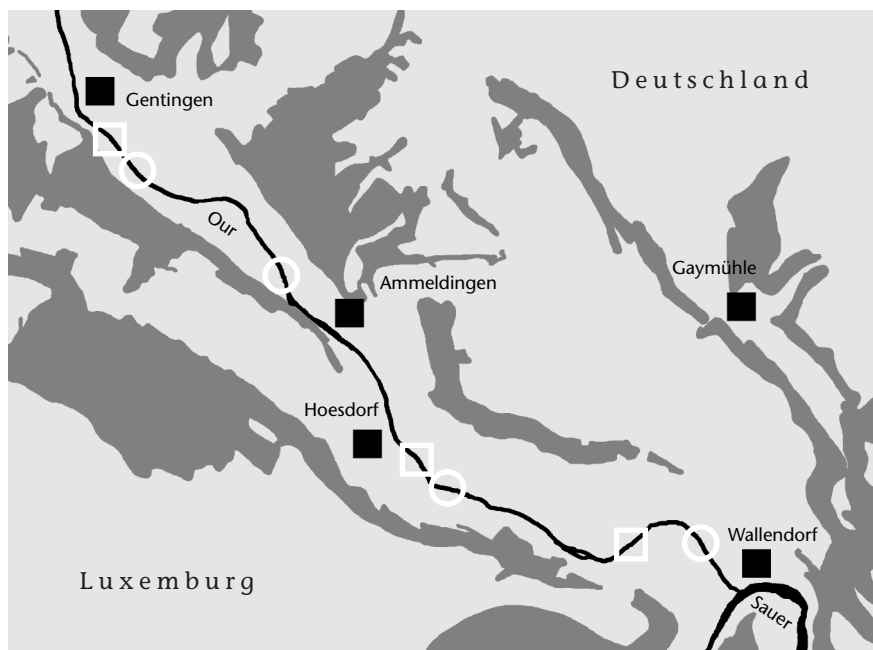 Deutschland
Gentingen
Our
Gaymühle
Ammeldingen
Hoesdorf
Wallendorf
Luxemburg
Sauer